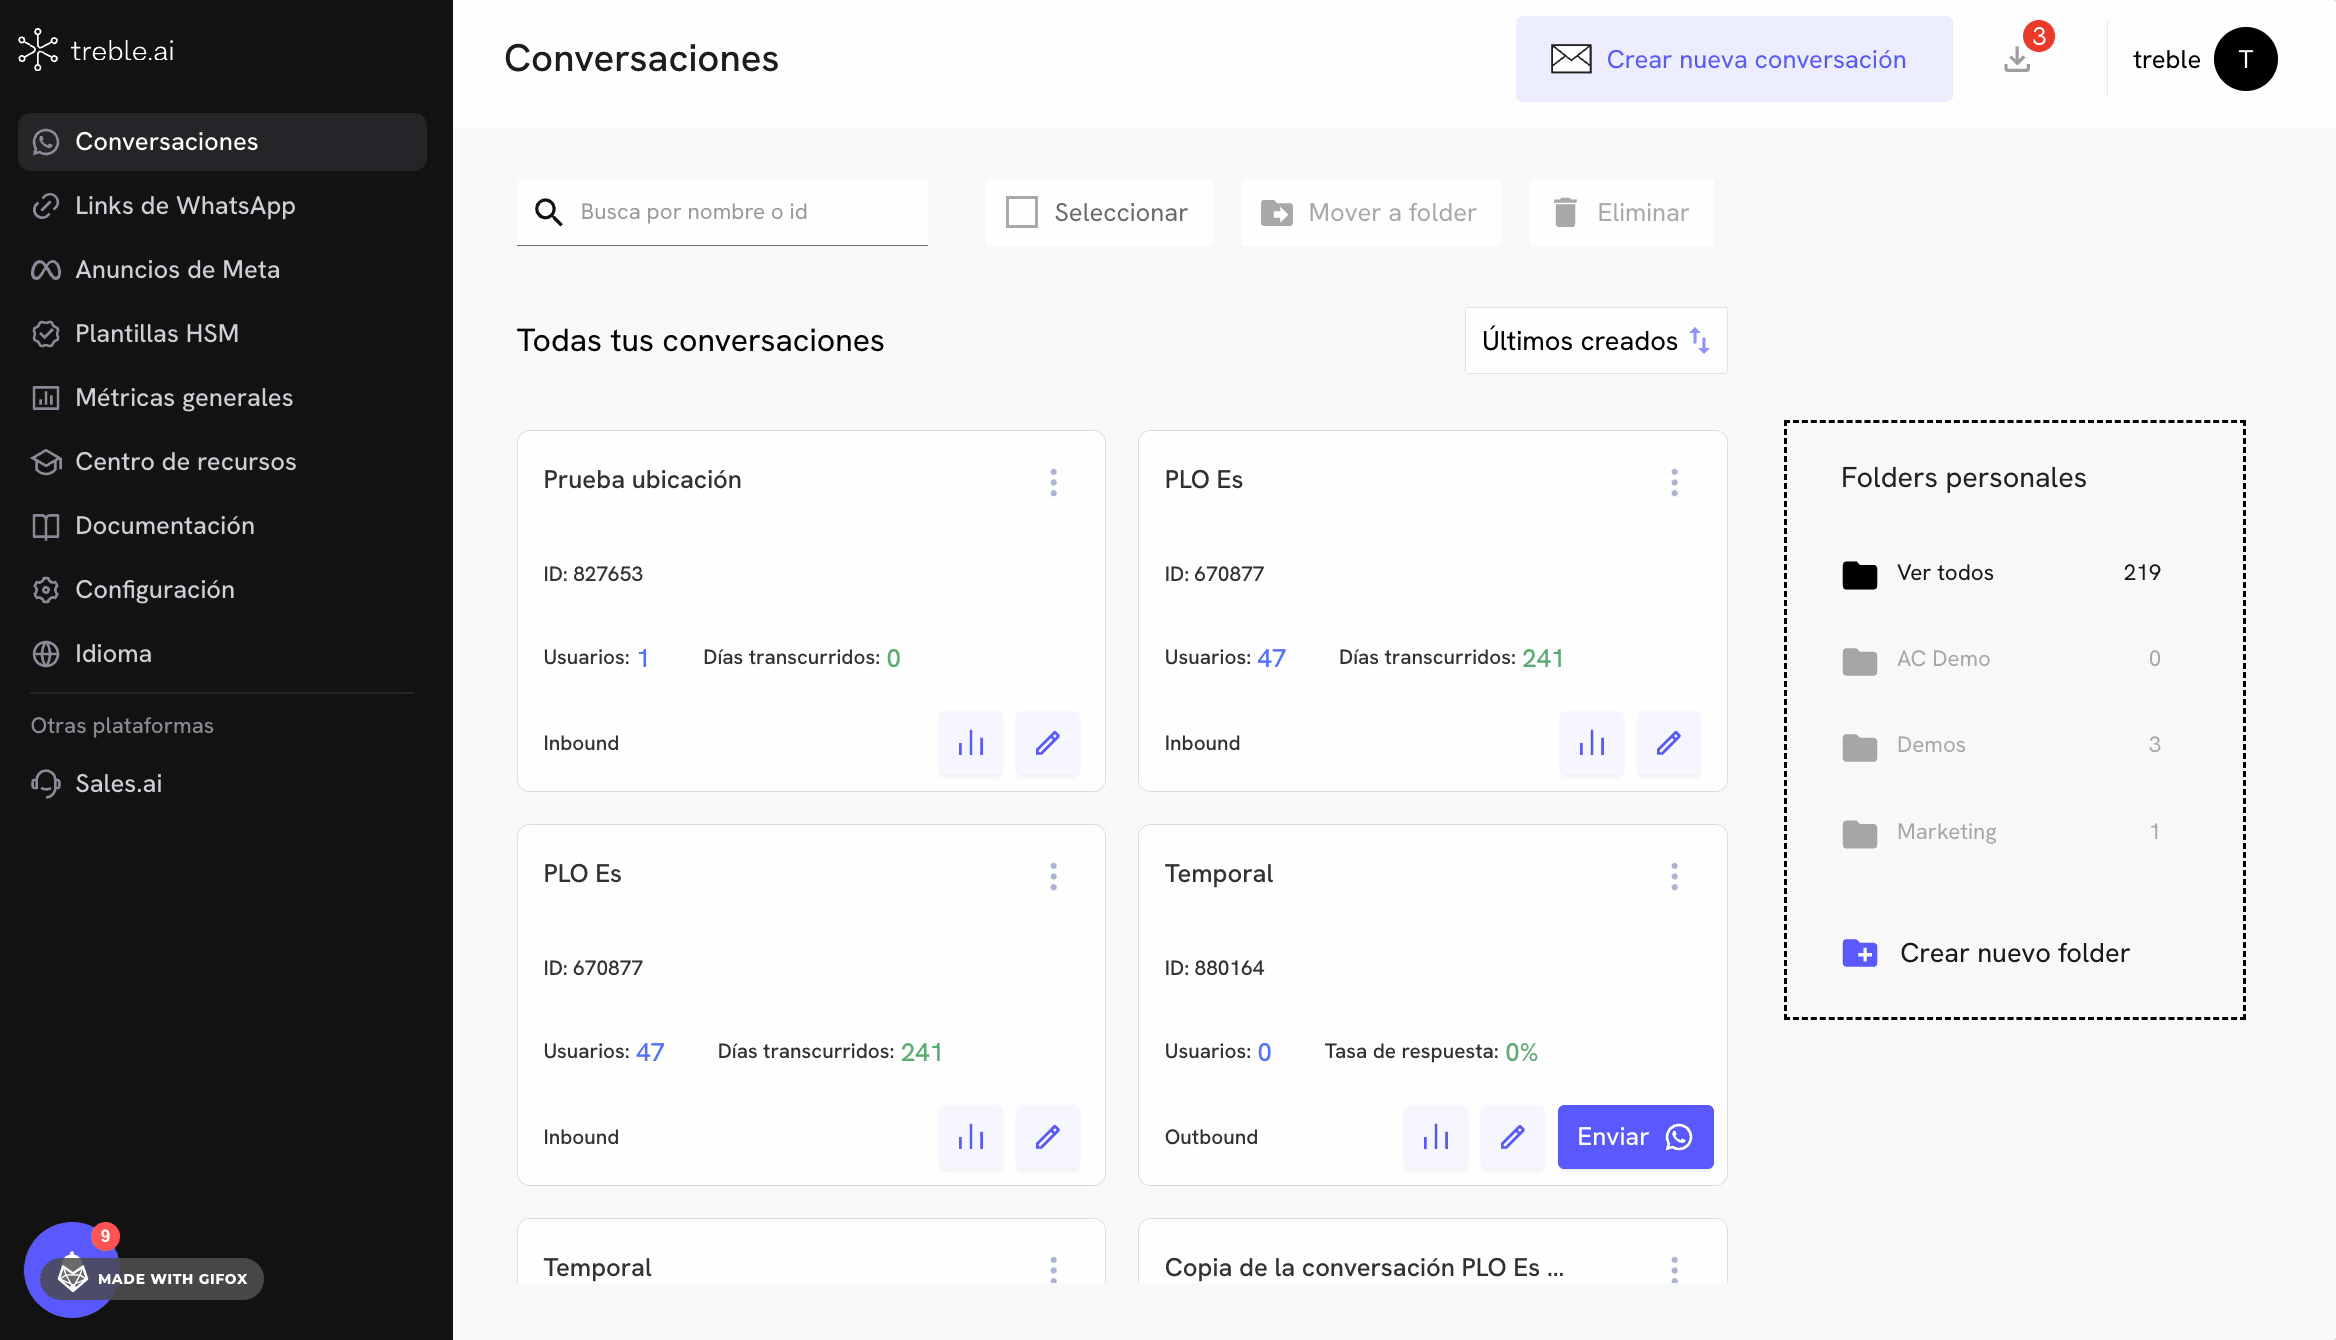 treble.ai
Conversaciones
Links de WhatsApp
Anuncios de Meta
Plantillas HSM
Métricas generales
Centro de recursos
Documentación
Configuración
Idioma
Otras plataformas
Sales.ai
9
MADE WITH GIFOX
Conversaciones
Crear nueva conversación
3
treble
T
Busca por nombre o id
Seleccionar
Mover a folder
Eliminar
Todas tus conversaciones
Últimos creados
Prueba ubicación
ID: 827653
Usuarios: 1 Días transcurridos: 0
Inbound
PLO Es
ID: 670877
Usuarios: 47 Días transcurridos: 241
Inbound
PLO Es
ID: 670877
Usuarios: 47 Días transcurridos: 241
Inbound
Temporal
ID: 880164
Usuarios: 0 Tasa de respuesta: 0%
Outbound
Enviar
Temporal
Copia de la conversación PLO Es ...
Folders personales
Ver todos 219
AC Demo 0
Demos 3
Marketing 1
Crear nuevo folder